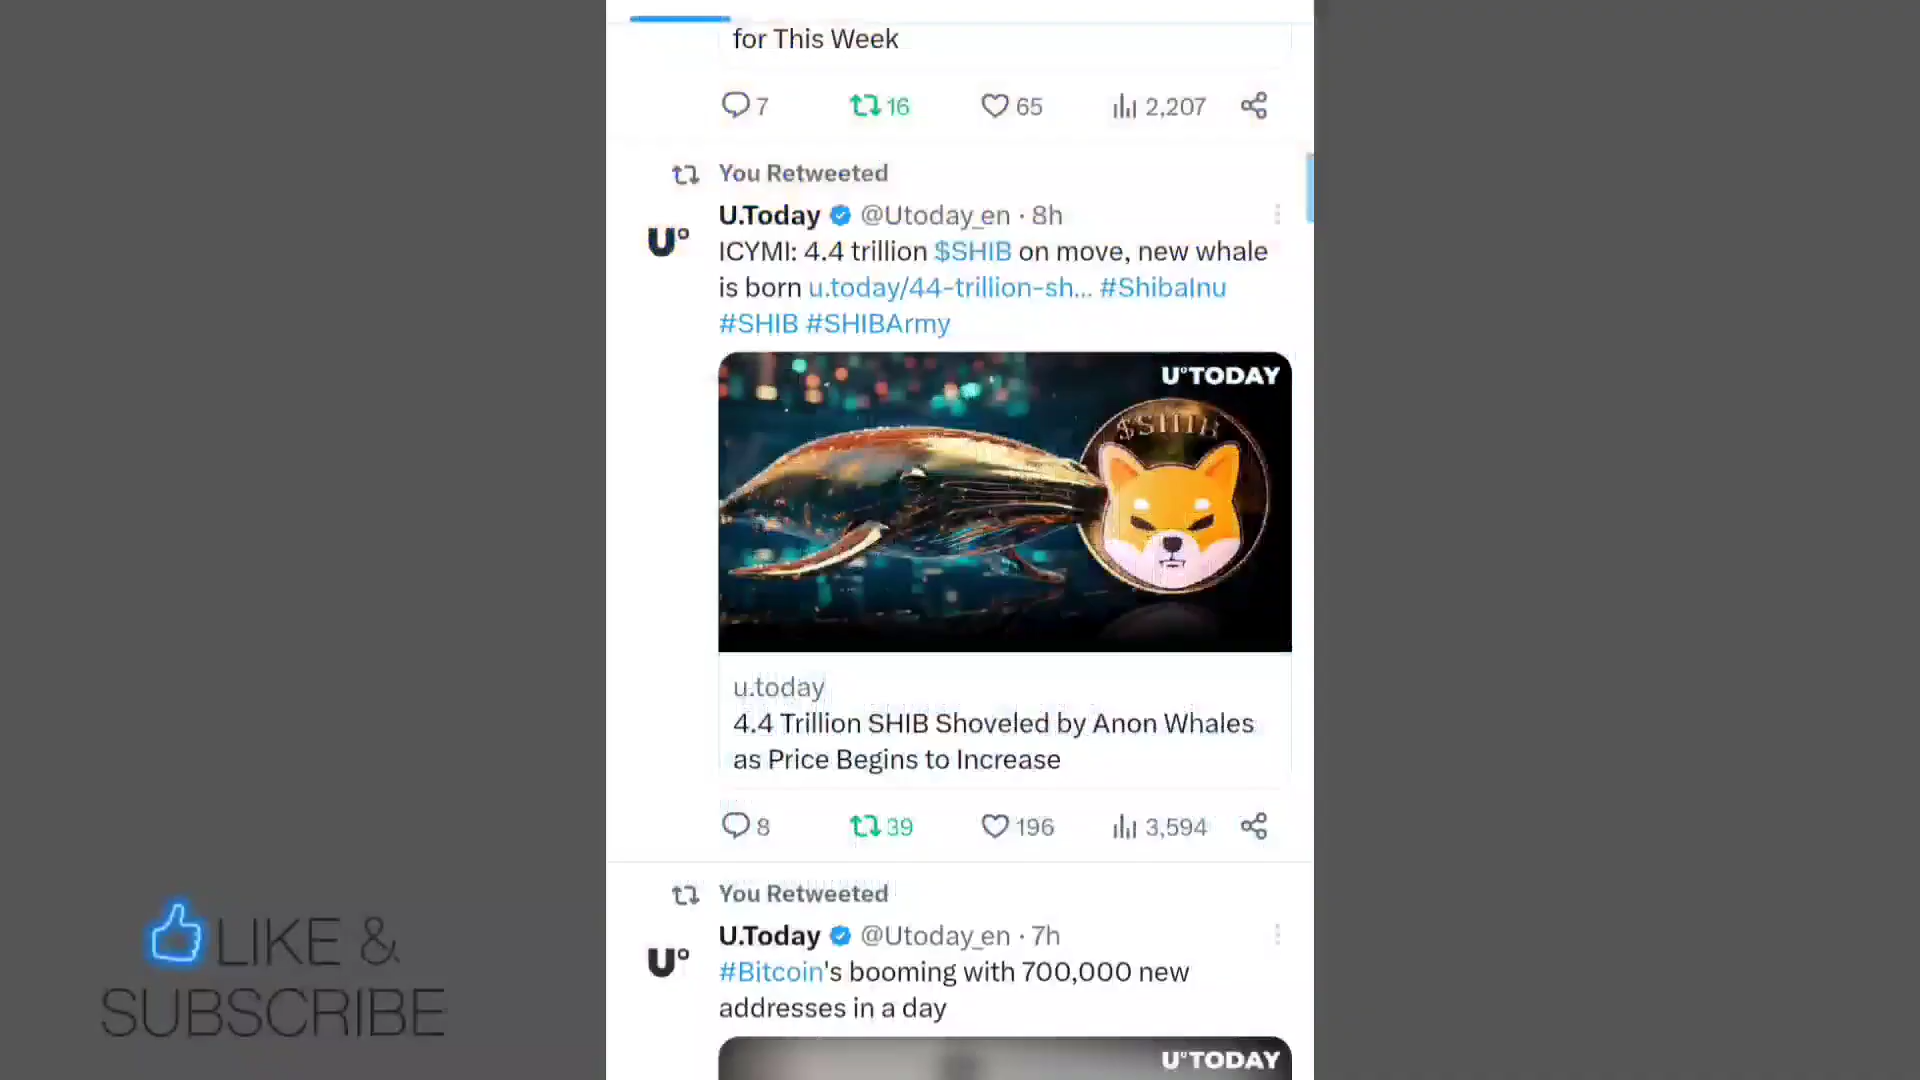 for This Week
7 16 65 2,207
You Retweeted
U.Today @Utoday_en · 8h
U°
ICYMI: 4.4 trillion $SHIB on move, new whale
is born u.today/44-trillion-sh... #ShibaInu
#SHIB #SHIBArmy
U°TODAY
$SHIB
u.today
4.4 Trillion SHIB Shoveled by Anon Whales
as Price Begins to Increase
8 39 196 3,594
You Retweeted
U.Today @Utoday_en · 7h
U°
#Bitcoin's booming with 700,000 new
addresses in a day
U°TODAY
LIKE &
SUBSCRIBE